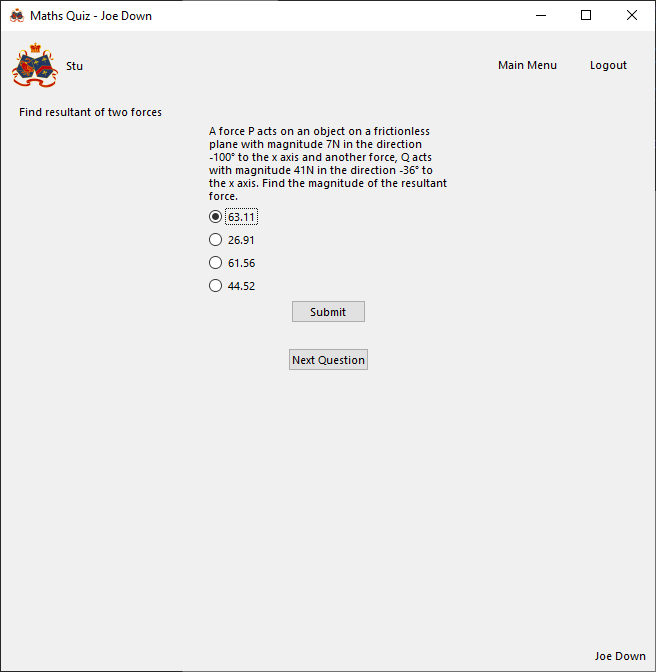 Maths Quiz - Joe Down
Stu
Main Menu
Logout
Find resultant of two forces
A force P acts on an object on a frictionless
plane with magnitude 7N in the direction
-100° to the x axis and another force, Q acts
with magnitude 41N in the direction -36° to
the x axis. Find the magnitude of the resultant
force.
63.11
26.91
61.56
44.52
Submit
Next Question
Joe Down